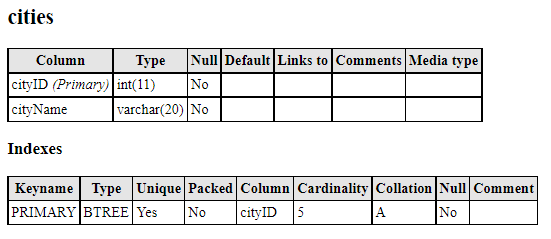 cities
Column Type Null Default Links to Comments Media type
cityID (Primary) int(11) No
cityName varchar(20) No
Indexes
Keyname Type Unique Packed Column Cardinality Collation Null Comment
PRIMARY BTREE Yes No cityID 5 A No